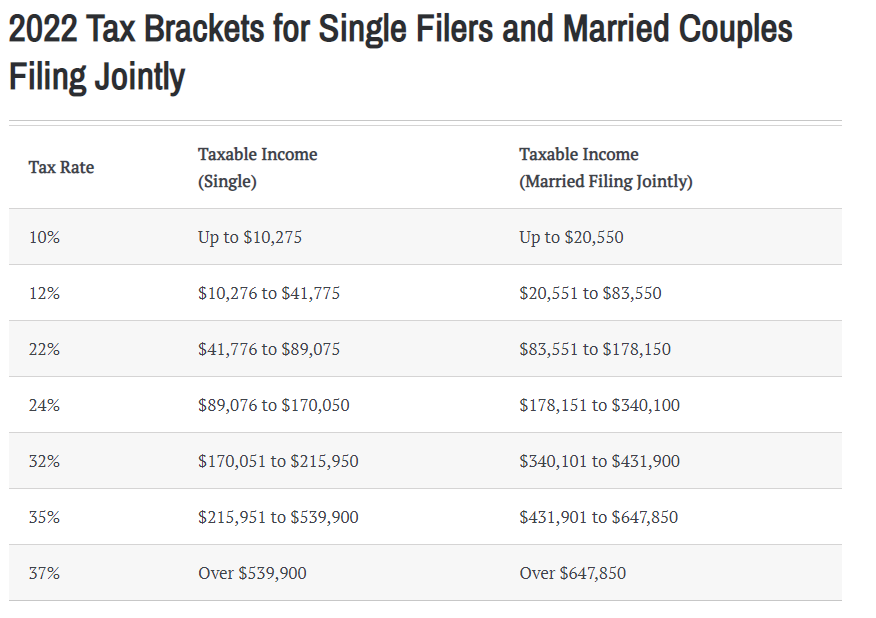 2022 Tax Brackets for Single Filers and Married Couples
Filing Jointly
Tax Rate
Taxable Income
(Single)
Taxable Income
(Married Filing Jointly)
10% Up to $10,275 Up to $20,550
12% $10,276 to $41,775 $20,551 to $83,550
22% $41,776 to $89,075 $83,551 to $178,150
24% $89,076 to $170,050 $178,151 to $340,100
32% $170,051 to $215,950 $340,101 to $431,900
35% $215,951 to $539,900 $431,901 to $647,850
37% Over $539,900 Over $647,850